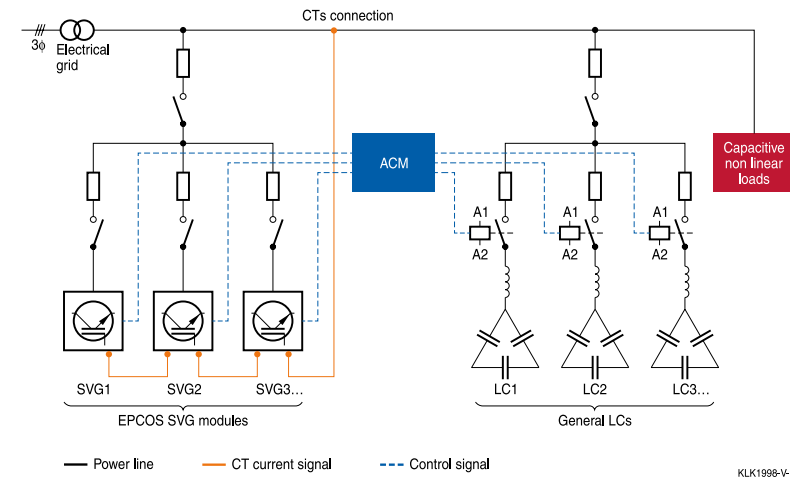 CTs connection
3ϕ
Electrical
grid
ACM
Capacitive
non linear
loads
A1
A2
A1
A2
A1
A2
SVG1
SVG2
SVG3...
LC1
LC2
LC3...
EPCOS SVG modules
General LCs
Power line
CT current signal
Control signal
KLK1998-V-